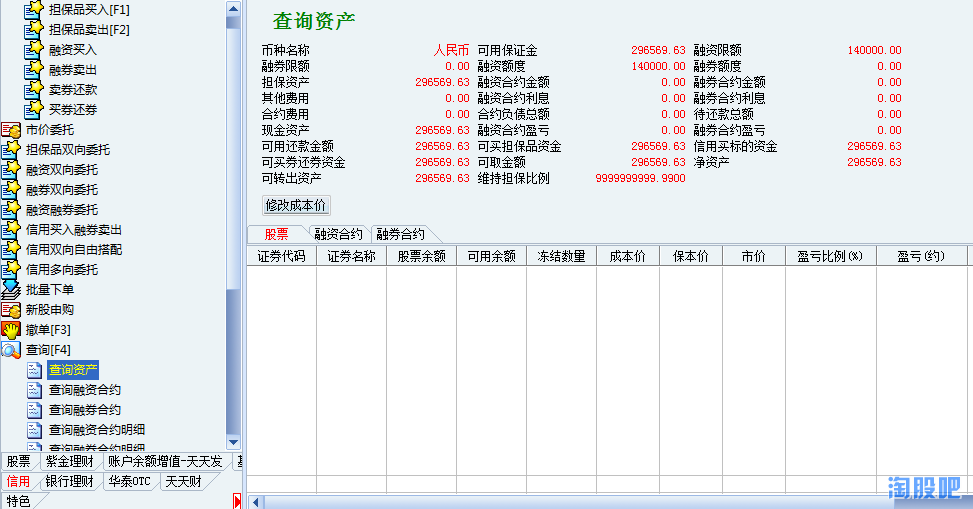 担保品买入[F1]
担保品卖出[F2]
融资买入
融券卖出
卖券还款
买券还券
市价委托
担保品双向委托
融资双向委托
融券双向委托
融资融券委托
信用买入融券卖出
信用双向自由搭配
信用多向委托
批量下单
新股申购
撤单[F3]
查询[F4]
查询资产
查询融资合约
查询融券合约
查询融资合约明细
查询融券合约明细
股票 紫金理财 账户余额增值-天天发
信用 银行理财 华泰OTC 天天财
特色
查询资产
币种名称 人民币 可用保证金 296569.63 融资限额 140000.00
融券限额 0.00 融资额度 140000.00 融券额度 0.00
担保资产 296569.63 融资合约金额 0.00 融券合约金额 0.00
其他费用 0.00 融资合约利息 0.00 融券合约利息 0.00
合约费用 0.00 合约负债总额 0.00 待还款总额 0.00
现金资产 296569.63 融资合约盈亏 0.00 融券合约盈亏 0.00
可用还款金额 296569.63 可买担保品资金 296569.63 信用买标的资金 296569.63
可买券还券资金 296569.63 可取金额 296569.63 净资产 296569.63
可转出资产 296569.63 维持担保比例 9999999999.9900
修改成本价
股票 融资合约 融券合约
证券代码 证券名称 股票余额 可用余额 冻结数量 成本价 保本价 市价 盈亏比例(%) 盈亏(约)
淘股吧